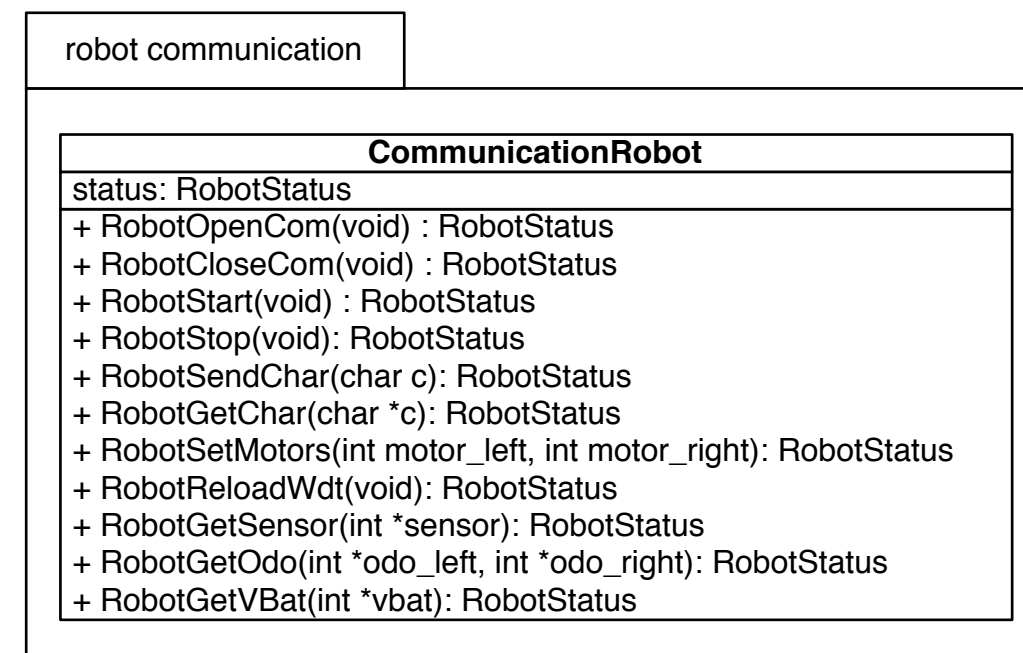 robot communication
CommunicationRobot
status: RobotStatus
+ RobotOpenCom(void) : RobotStatus
+ RobotCloseCom(void) : RobotStatus
+ RobotStart(void) : RobotStatus
+ RobotStop(void): RobotStatus
+ RobotSendChar(char c): RobotStatus
+ RobotGetChar(char *c): RobotStatus
+ RobotSetMotors(int motor_left, int motor_right): RobotStatus
+ RobotReloadWdt(void): RobotStatus
+ RobotGetSensor(int *sensor): RobotStatus
+ RobotGetOdo(int *odo_left, int *odo_right): RobotStatus
+ RobotGetVBat(int *vbat): RobotStatus